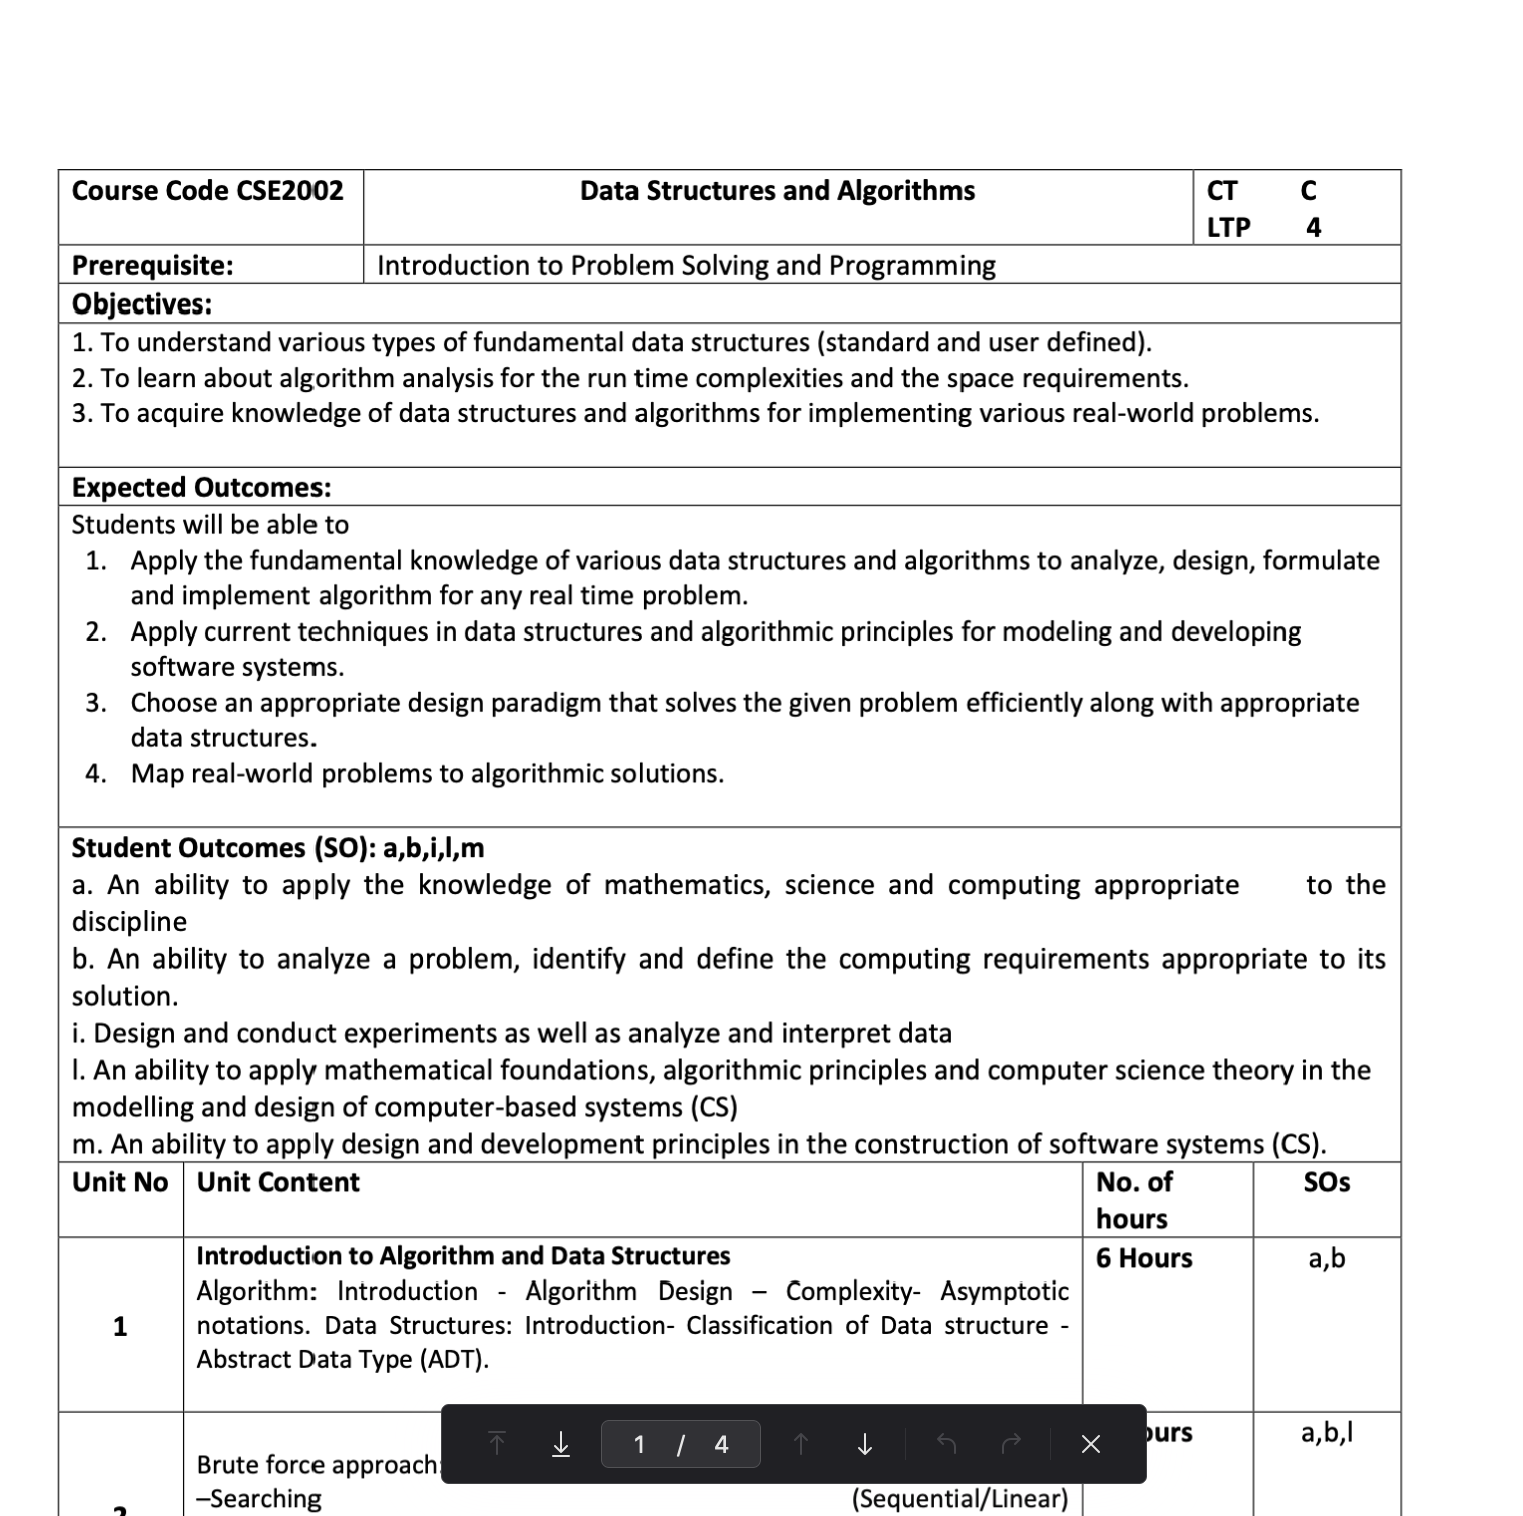 Course Code CSE2002
Data Structures and Algorithms
CT C
LTP 4
Prerequisite:
Introduction to Problem Solving and Programming
Objectives:
1. To understand various types of fundamental data structures (standard and user defined).
2. To learn about algorithm analysis for the run time complexities and the space requirements.
3. To acquire knowledge of data structures and algorithms for implementing various real-world problems.
Expected Outcomes:
Students will be able to
1. Apply the fundamental knowledge of various data structures and algorithms to analyze, design, formulate
and implement algorithm for any real time problem.
2. Apply current techniques in data structures and algorithmic principles for modeling and developing
software systems.
3. Choose an appropriate design paradigm that solves the given problem efficiently along with appropriate
data structures.
4. Map real-world problems to algorithmic solutions.
Student Outcomes (SO): a,b,i,l,m
a. An ability to apply the knowledge of mathematics, science and computing appropriate to the
discipline
b. An ability to analyze a problem, identify and define the computing requirements appropriate to its
solution.
i. Design and conduct experiments as well as analyze and interpret data
l. An ability to apply mathematical foundations, algorithmic principles and computer science theory in the
modelling and design of computer-based systems (CS)
m. An ability to apply design and development principles in the construction of software systems (CS).
Unit No Unit Content No. of SOs
hours
Introduction to Algorithm and Data Structures 6 Hours a,b
Algorithm: Introduction - Algorithm Design – Complexity- Asymptotic
1 notations. Data Structures: Introduction- Classification of Data structure -
Abstract Data Type (ADT).
a,b,l
1 / 4
Brute force approach:
–Searching (Sequential/Linear)